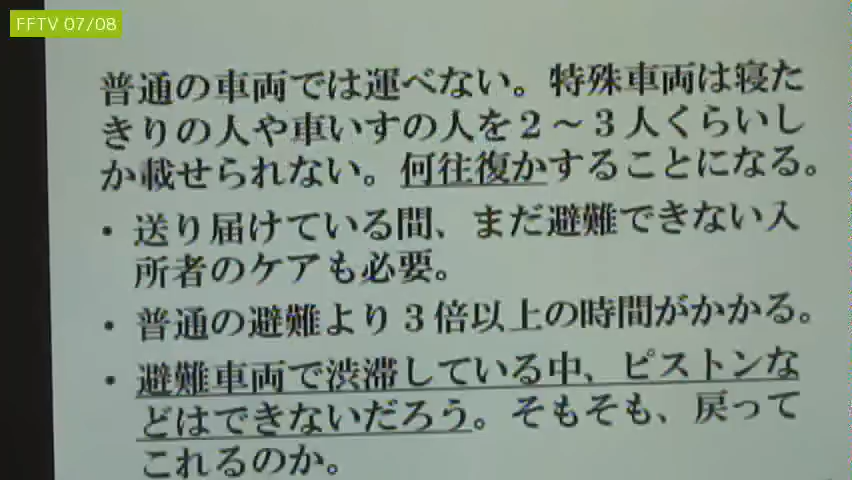 FFTV 07/08
普通の車両では運べない。特殊車両は寝た
きりの人や車いすの人を２～３人くらいし
か載せられない。何往復かすることになる。
・送り届けている間、まだ避難できない入
所者のケアも必要。
・普通の避難より３倍以上の時間がかかる。
・避難車両で渋滞している中、ピストンな
どはできないだろう。そもそも、戻って
これるのか。